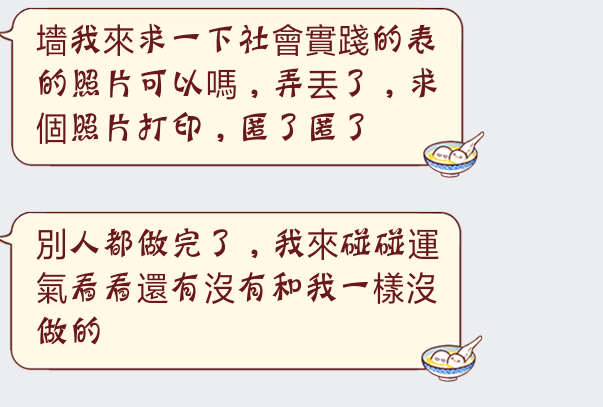 墻我來求一下社會實踐的表
的照片可以嗎，弄丟了，求
個照片打印，匿了匿了
別人都做完了，我來碰碰運
氣看看還有沒有和我一樣沒
做的